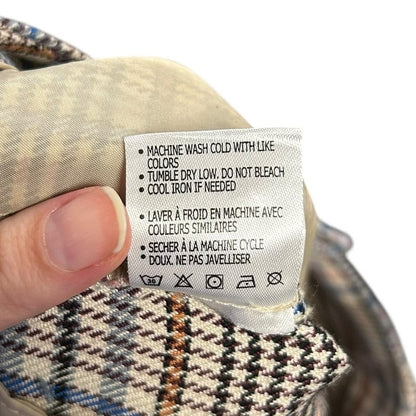 • MACHINE WASH COLD WITH LIKE
COLORS
• TUMBLE DRY LOW. DO NOT BLEACH
• COOL IRON IF NEEDED
• LAVER À FROID EN MACHINE AVEC
COULEURS SIMILAIRES
• SECHER À LA MACHINE CYCLE
• DOUX. NE PAS JAVELLISER
30